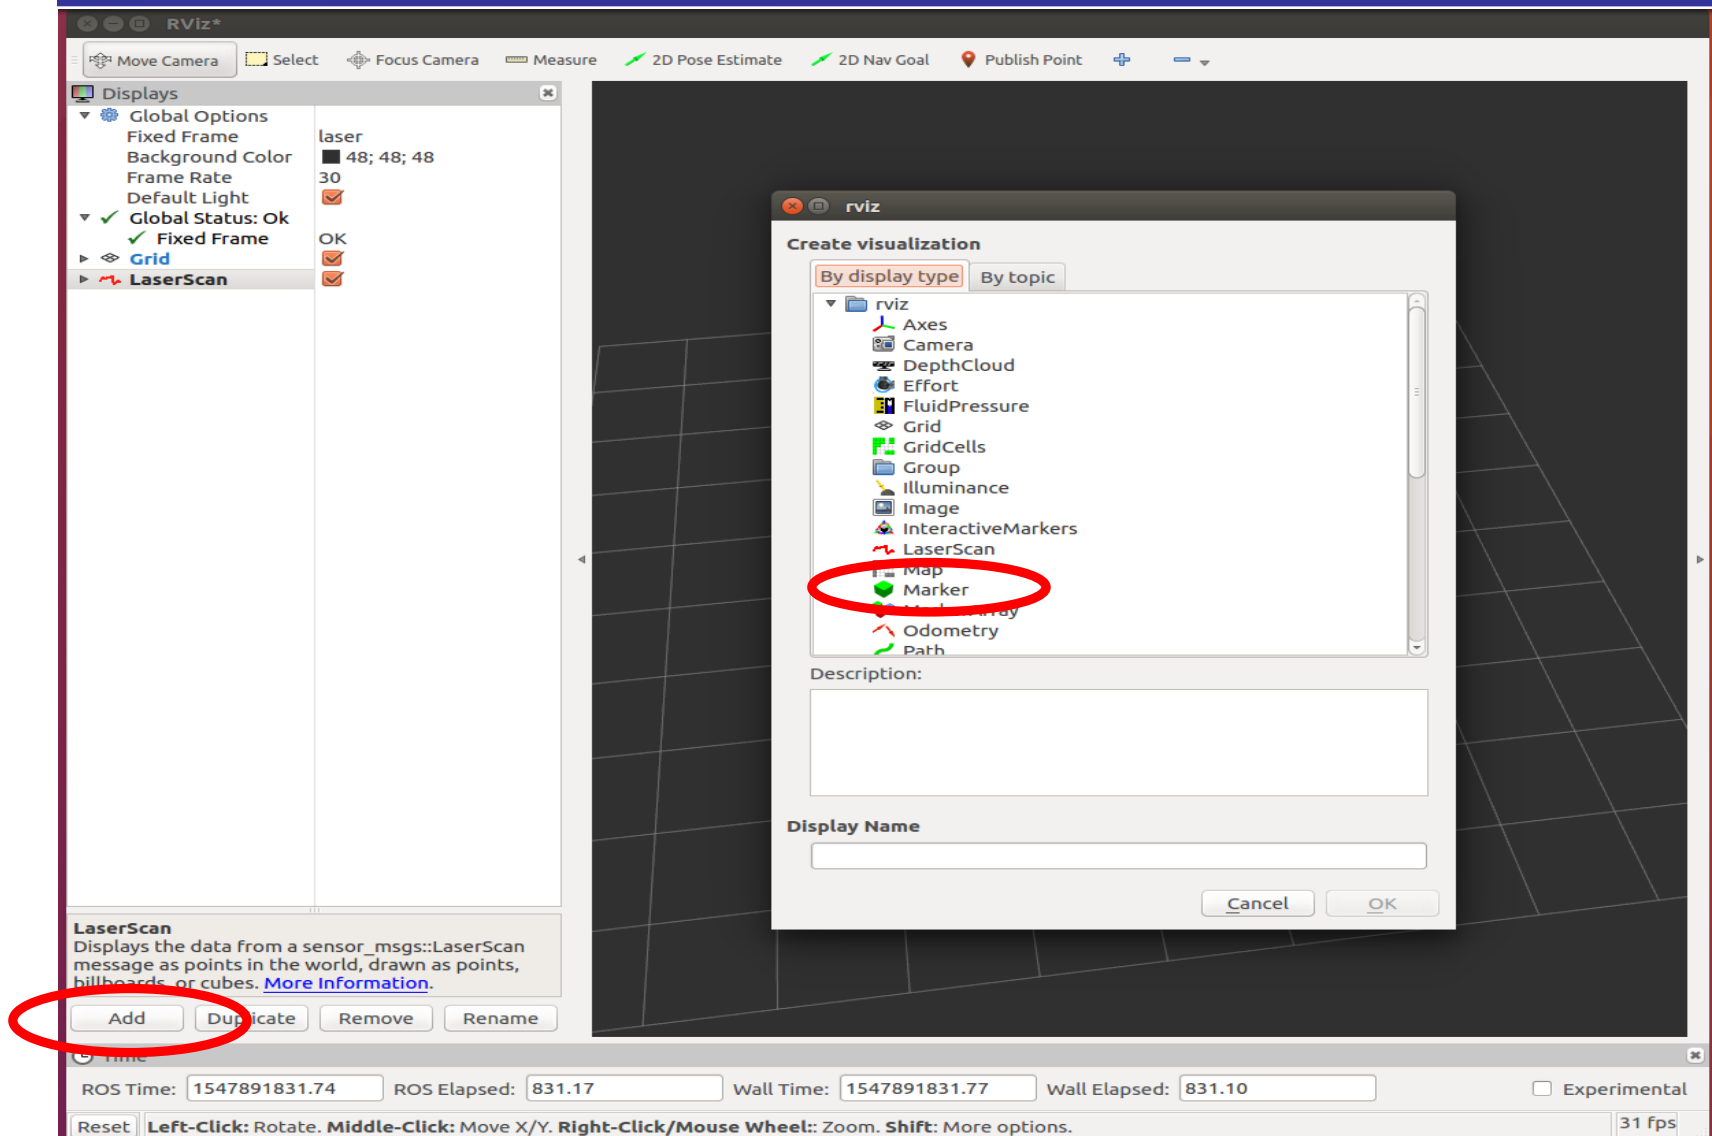 RViz*
Move Camera Select Focus Camera Measure 2D Pose Estimate 2D Nav Goal Publish Point
Displays
Global Options
Fixed Frame laser
Background Color 48; 48; 48
Frame Rate 30
Default Light
Global Status: Ok
Fixed Frame OK
Grid
LaserScan
LaserScan
Displays the data from a sensor_msgs::LaserScan
message as points in the world, drawn as points,
billboards, or cubes. More Information.
Add Duplicate Remove Rename
rviz
Create visualization
By display type By topic
rviz
Axes
Camera
DepthCloud
Effort
FluidPressure
Grid
GridCells
Group
Illuminance
Image
InteractiveMarkers
LaserScan
Map
Marker
MarkerArray
Odometry
Path
Description:
Display Name
Cancel OK
Time
ROS Time: 1547891831.74 ROS Elapsed: 831.17 Wall Time: 1547891831.77 Wall Elapsed: 831.10 Experimental
Reset Left-Click: Rotate. Middle-Click: Move X/Y. Right-Click/Mouse Wheel:: Zoom. Shift: More options. 31 fps